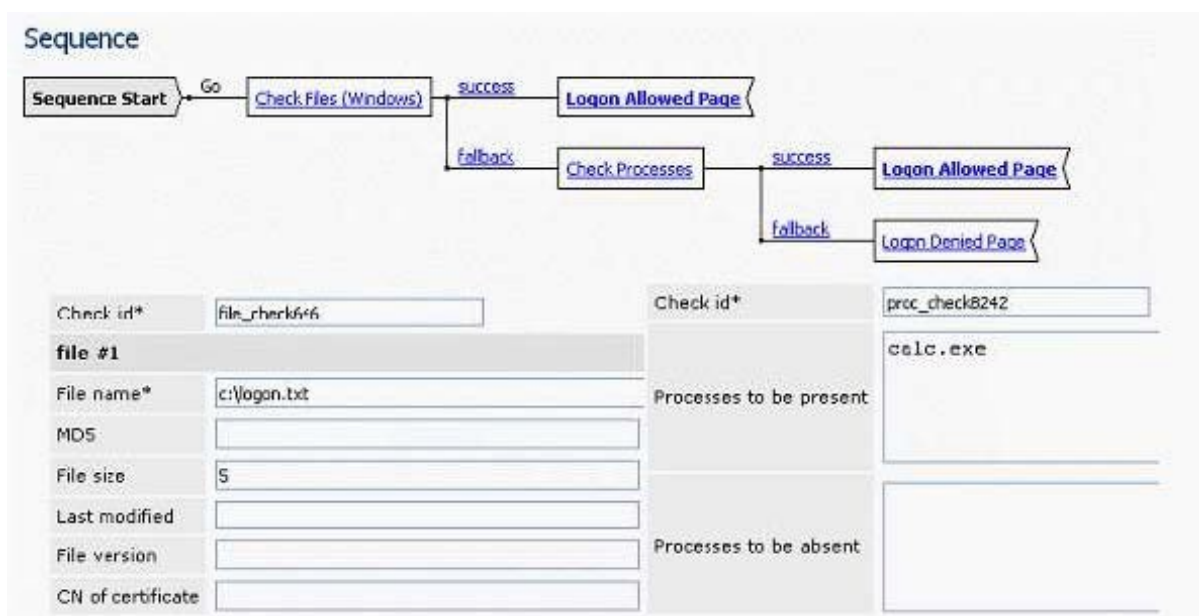 Sequence
Sequence Start
Go
Check Files (Windows)
success
Logon Allowed Page
fallback
Check Processes
success
Logon Allowed Page
fallback
Logon Denied Page
Check id*
file_check646
file #1
File name*
c:\logon.txt
MD5
File size
5
Last modified
File version
CN of certificate
Check id*
proc_check8242
Processes to be present
calc.exe
Processes to be absent